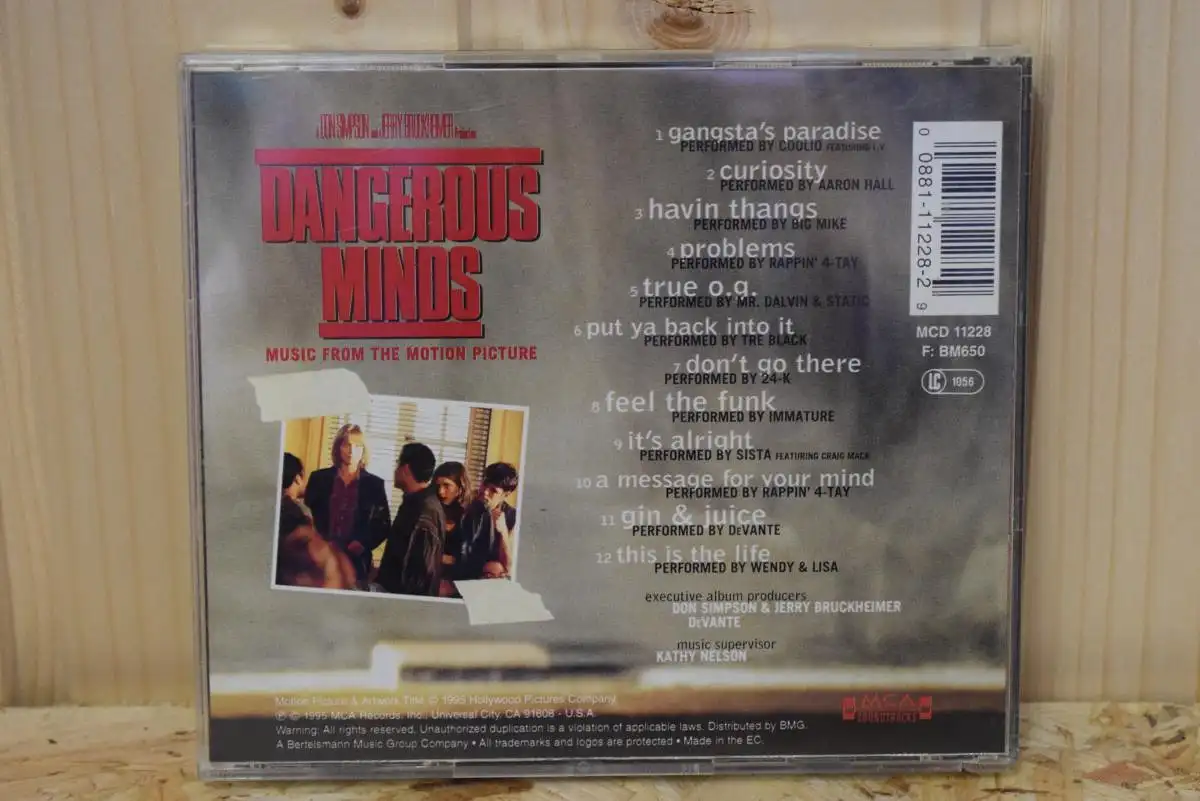 A DON SIMPSON AND JERRY BRUCKHEIMER Production
DANGEROUS
MINDS
MUSIC FROM THE MOTION PICTURE
1 gangsta's paradise
PERFORMED BY COOLIO FEATURING L.V.
2 curiosity
PERFORMED BY AARON HALL
3 havin thangs
PERFORMED BY BIG MIKE
4 problems
PERFORMED BY RAPPIN' 4-TAY
5 true o.g.
PERFORMED BY MR. DALVIN & STATIC
6 put ya back into it
PERFORMED BY TRE BLACK
7 don't go there
PERFORMED BY 24-K
8 feel the funk
PERFORMED BY IMMATURE
9 it's alright
PERFORMED BY SISTA FEATURING CRAIG MACK
10 a message for your mind
PERFORMED BY RAPPIN' 4-TAY
11 gin & juice
PERFORMED BY DeVANTE
12 this is the life
PERFORMED BY WENDY & LISA
executive album producers
DON SIMPSON & JERRY BRUCKHEIMER
DeVANTE
music supervisor
KATHY NELSON
0 0881-11228-2 9
MCD 11228
F: BM650
LC 1056
Motion Picture & Artwork Title © 1995 Hollywood Pictures Company
℗ © 1995 MCA Records, Inc., Universal City, CA 91608 - U.S.A.
Warning: All rights reserved. Unauthorized duplication is a violation of applicable laws. Distributed by BMG.
A Bertelsmann Music Group Company • All trademarks and logos are protected • Made in the EC.
MCA
SOUNDTRACKS